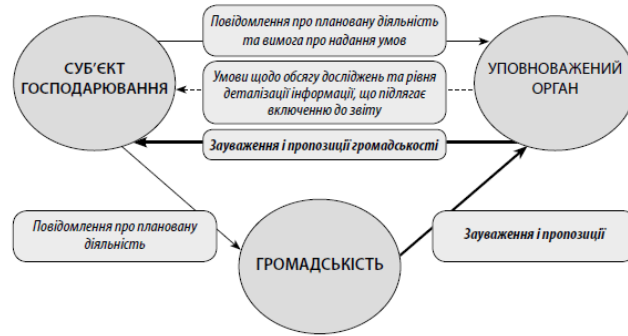 Повідомлення про плановану діяльність
та вимога про надання умов
СУБ'ЄКТ
ГОСПОДАРЮВАННЯ
Умови щодо обсягу досліджень та рівня
деталізації інформації, що підлягає
включенню до звіту
УПОВНОВАЖЕНИЙ
ОРГАН
Зауваження і пропозиції громадськості
Повідомлення про плановану
діяльність
ГРОМАДСЬКІСТЬ
Зауваження і пропозиції